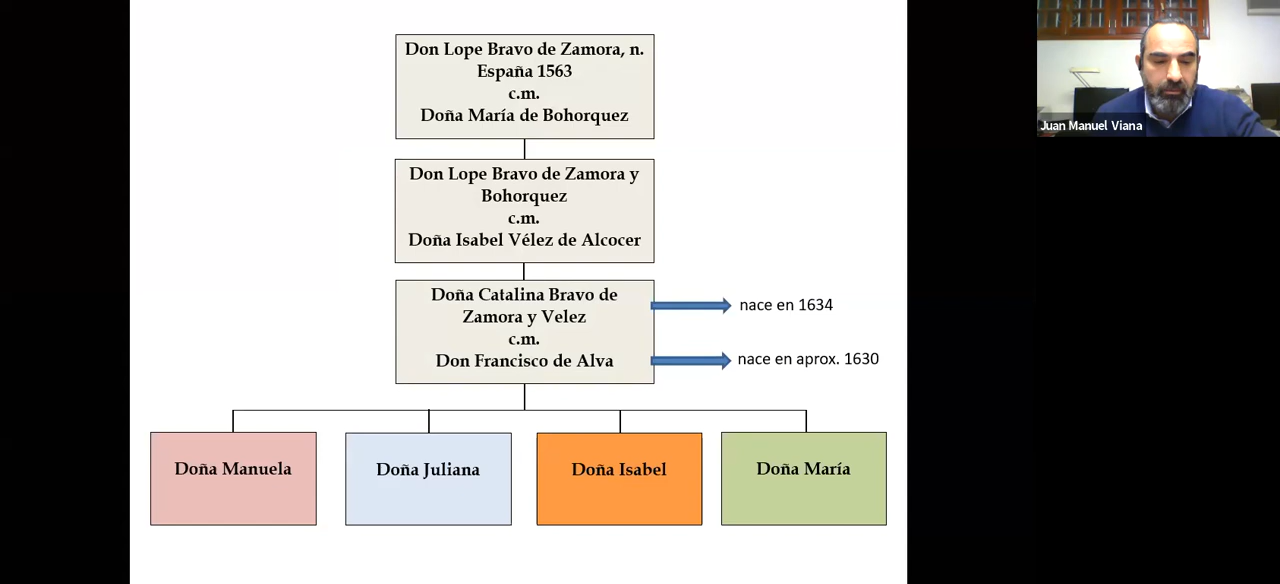 Don Lope Bravo de Zamora, n.
España 1563
c.m.
Doña María de Bohorquez
Don Lope Bravo de Zamora y
Bohorquez
c.m.
Doña Isabel Vélez de Alcocer
Doña Catalina Bravo de
Zamora y Velez
c.m.
Don Francisco de Alva
nace en 1634
nace en aprox. 1630
Doña Manuela
Doña Juliana
Doña Isabel
Doña María
Juan Manuel Viana